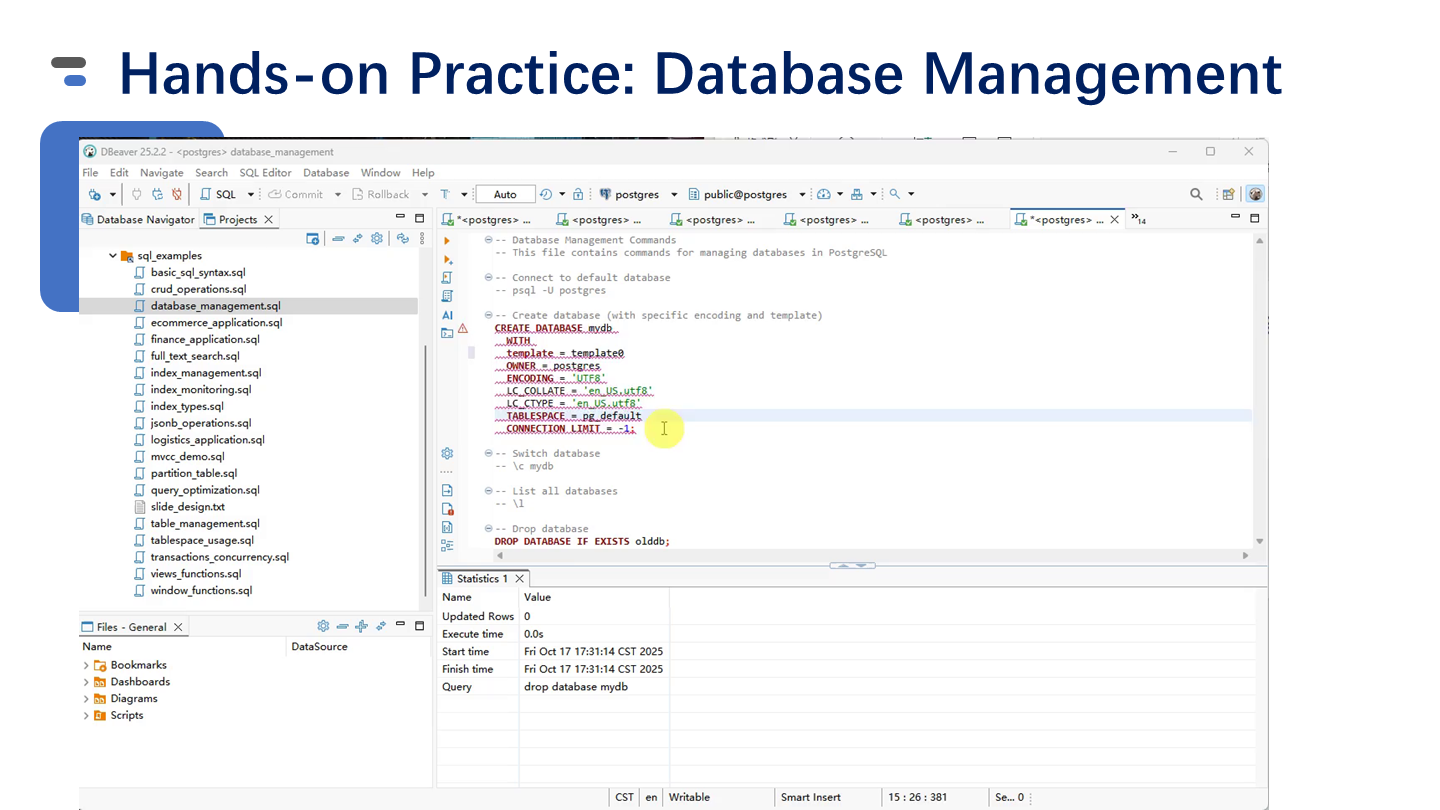 Hands-on Practice: Database Management
DBeaver 25.2.2 - <postgres> database_management
File Edit Navigate Search SQL Editor Database Window Help
SQL Commit Rollback T Auto postgres public@postgres
Database Navigator Projects
*<postgres> ... <postgres> ... <postgres> ... <postgres> ... <postgres> ... *<postgres> ... »14
sql_examples
basic_sql_syntax.sql
crud_operations.sql
database_management.sql
ecommerce_application.sql
finance_application.sql
full_text_search.sql
index_management.sql
index_monitoring.sql
index_types.sql
jsonb_operations.sql
logistics_application.sql
mvcc_demo.sql
partition_table.sql
query_optimization.sql
slide_design.txt
table_management.sql
tablespace_usage.sql
transactions_concurrency.sql
views_functions.sql
window_functions.sql
AI
-- Database Management Commands
-- This file contains commands for managing databases in PostgreSQL
-- Connect to default database
-- psql -U postgres
-- Create database (with specific encoding and template)
CREATE DATABASE mydb
WITH
template = template0
OWNER = postgres
ENCODING = 'UTF8'
LC_COLLATE = 'en_US.utf8'
LC_CTYPE = 'en_US.utf8'
TABLESPACE = pg_default
CONNECTION LIMIT = -1;
-- Switch database
-- \c mydb
-- List all databases
-- \l
-- Drop database
DROP DATABASE IF EXISTS olddb;
Files - General
Name DataSource
Bookmarks
Dashboards
Diagrams
Scripts
Statistics 1
Name Value
Updated Rows 0
Execute time 0.0s
Start time Fri Oct 17 17:31:14 CST 2025
Finish time Fri Oct 17 17:31:14 CST 2025
Query drop database mydb
CST en Writable Smart Insert 15 : 26 : 381 Se... 0